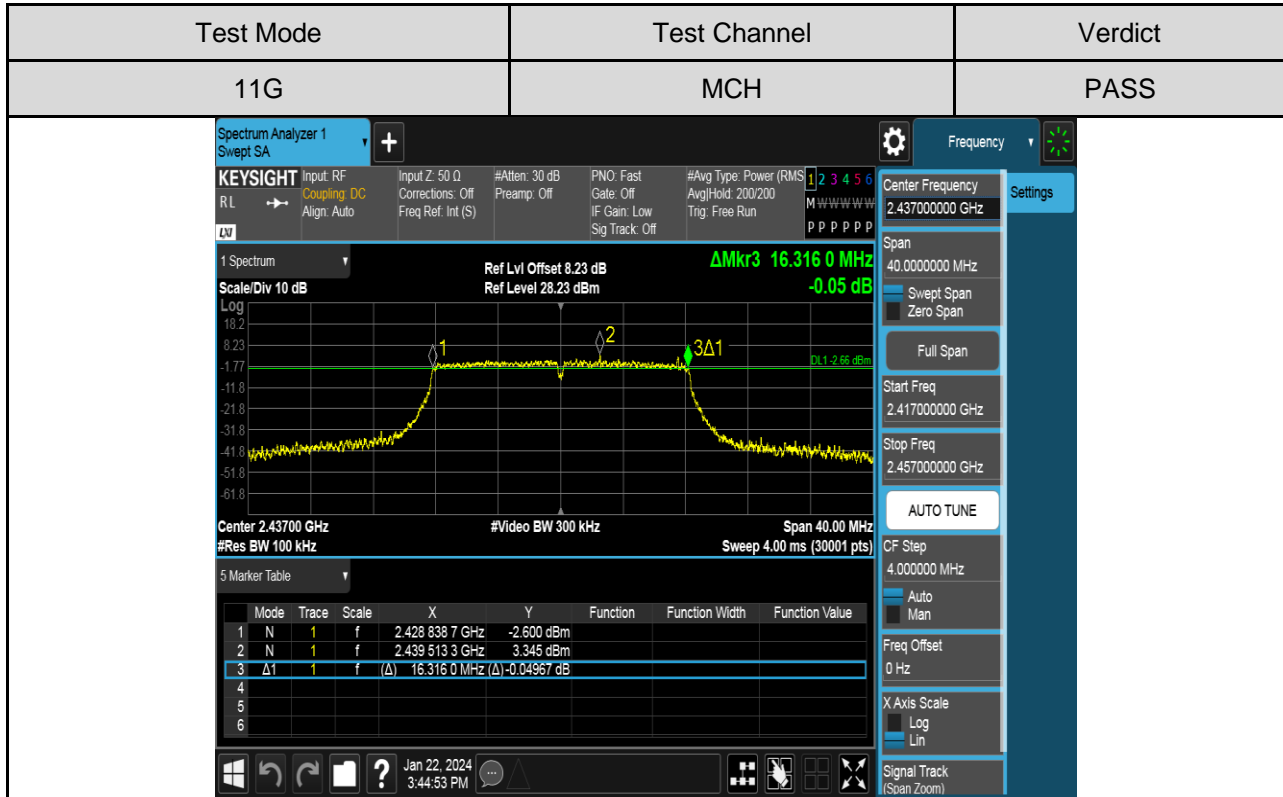 Test Mode Test Channel Verdict
11G MCH PASS
Spectrum Analyzer 1
Swept SA
+
Frequency
KEYSIGHT Input: RF Input Z: 50 Ω #Atten: 30 dB PNO: Fast #Avg Type: Power (RMS 1 2 3 4 5 6
RL Coupling: DC Corrections: Off Preamp: Off Gate: Off Avg|Hold: 200/200 M W W W W W
Align: Auto Freq Ref: Int (S) IF Gain: Low Trig: Free Run
LXI Sig Track: Off P P P P P P
1 Spectrum
Ref Lvl Offset 8.23 dB ΔMkr3 16.316 0 MHz
Scale/Div 10 dB Ref Level 28.23 dBm -0.05 dB
Log
18.2
8.23
-1.77
-11.8
-21.8
-31.8
-41.8
-51.8
-61.8
1
2
3Δ1
DL1 -2.66 dBm
Center 2.43700 GHz #Video BW 300 kHz Span 40.00 MHz
#Res BW 100 kHz Sweep 4.00 ms (30001 pts)
5 Marker Table
Mode Trace Scale X Y Function Function Width Function Value
1 N 1 f 2.428 838 7 GHz -2.600 dBm
2 N 1 f 2.439 513 3 GHz 3.345 dBm
3 Δ1 1 f (Δ) 16.316 0 MHz (Δ) -0.04967 dB
4
5
6
? Jan 22, 2024
3:44:53 PM
Center Frequency
2.437000000 GHz
Settings
Span
40.0000000 MHz
Swept Span
Zero Span
Full Span
Start Freq
2.417000000 GHz
Stop Freq
2.457000000 GHz
AUTO TUNE
CF Step
4.000000 MHz
Auto
Man
Freq Offset
0 Hz
X Axis Scale
Log
Lin
Signal Track
(Span Zoom)